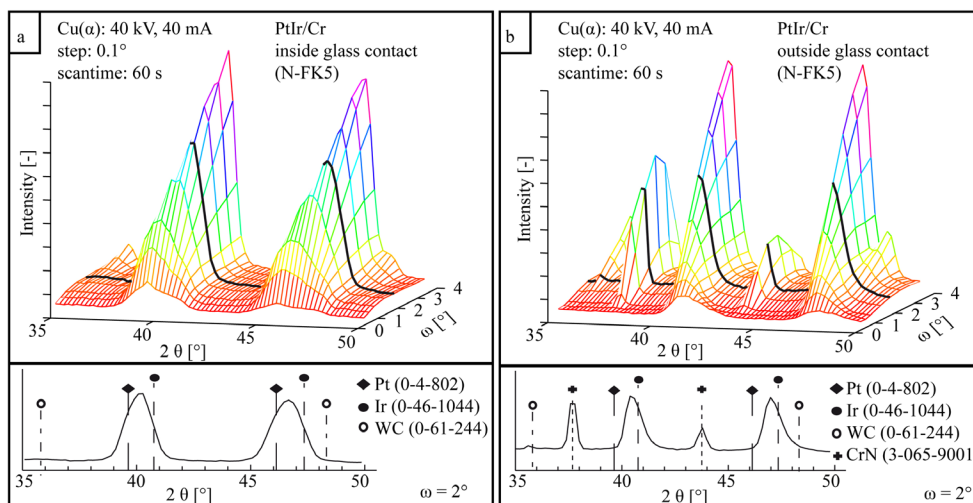 a
Cu(α): 40 kV, 40 mA
step: 0.1°
scantime: 60 s
PtIr/Cr
inside glass contact
(N-FK5)
Intensity [-]
35
40
45
50
2 θ [°]
0
1
2
3
4
ω [°]
Pt (0-4-802)
Ir (0-46-1044)
WC (0-61-244)
35
40
45
50
2 θ [°]
ω = 2°
b
Cu(α): 40 kV, 40 mA
step: 0.1°
scantime: 60 s
PtIr/Cr
outside glass contact
(N-FK5)
Intensity [-]
35
40
45
50
2 θ [°]
0
1
2
3
4
ω [°]
Pt (0-4-802)
Ir (0-46-1044)
WC (0-61-244)
CrN (3-065-9001)
35
40
45
50
2 θ [°]
ω = 2°